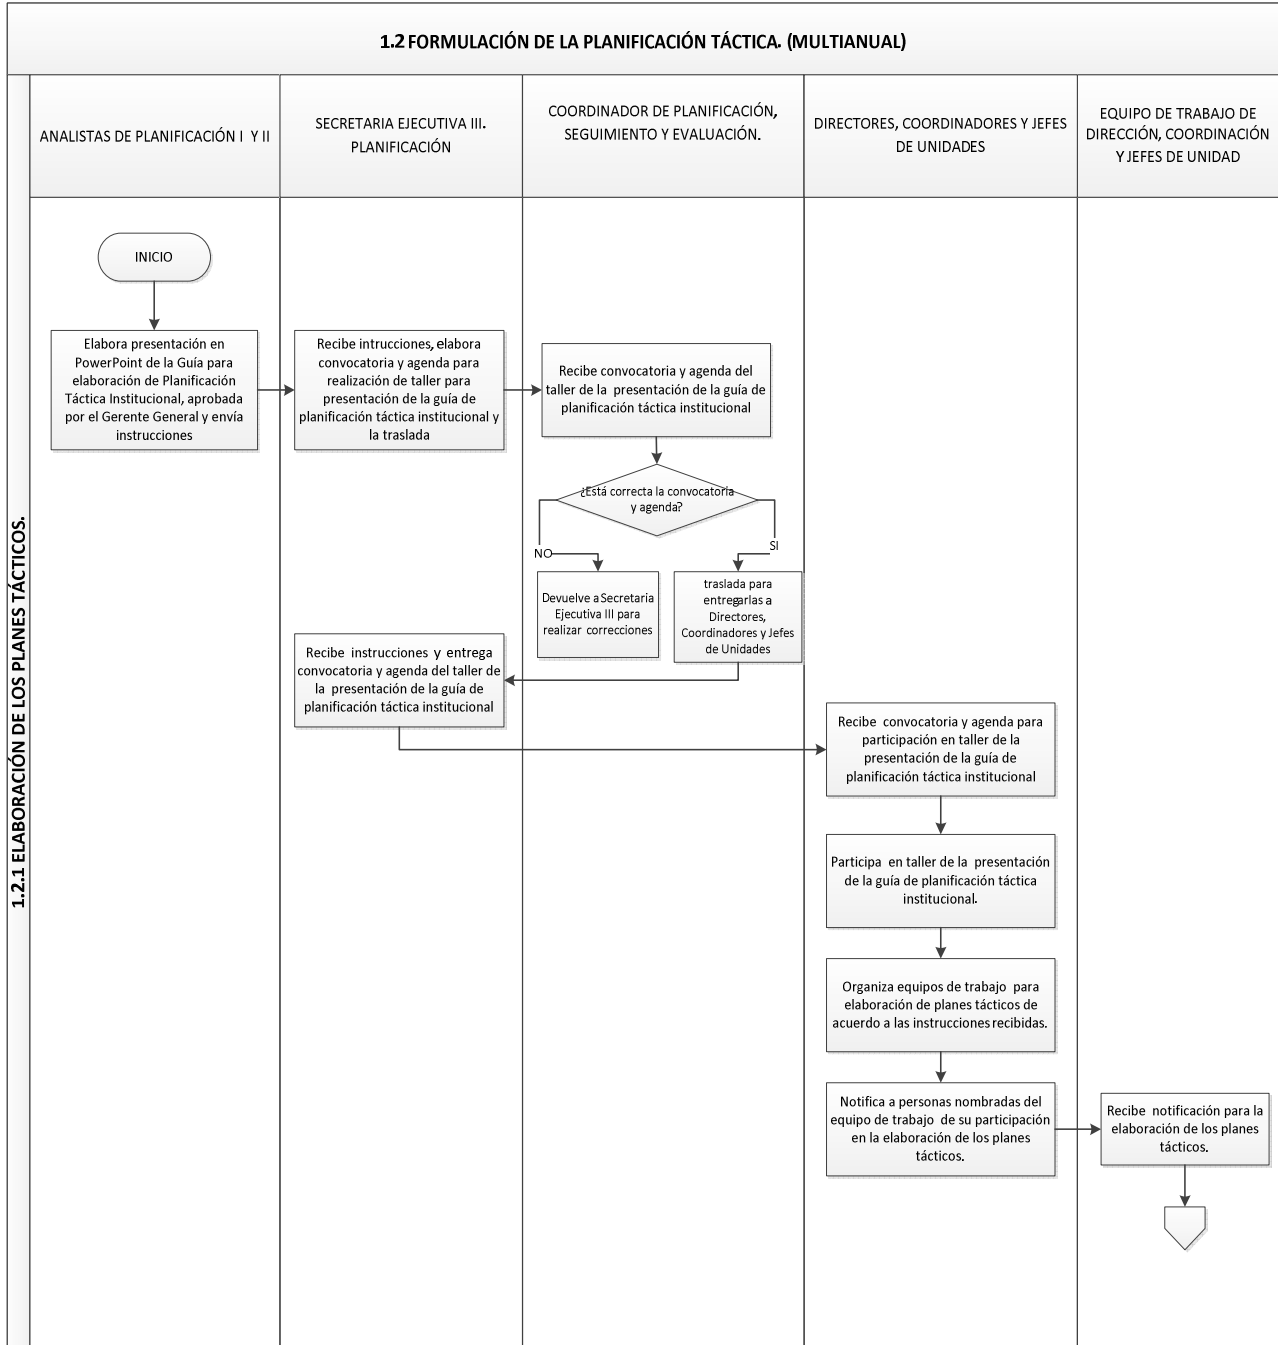 1.2 FORMULACIÓN DE LA PLANIFICACIÓN TÁCTICA. (MULTIANUAL)
1.2.1 ELABORACIÓN DE LOS PLANES TÁCTICOS.
ANALISTAS DE PLANIFICACIÓN I Y II
SECRETARIA EJECUTIVA III.
PLANIFICACIÓN
COORDINADOR DE PLANIFICACIÓN,
SEGUIMIENTO Y EVALUACIÓN.
DIRECTORES, COORDINADORES Y JEFES
DE UNIDADES
EQUIPO DE TRABAJO DE
DIRECCIÓN, COORDINACIÓN
Y JEFES DE UNIDAD
INICIO
Elabora presentación en
PowerPoint de la Guía para
elaboración de Planificación
Táctica Institucional, aprobada
por el Gerente General y envía
instrucciones
Recibe intrucciones, elabora
convocatoria y agenda para
realización de taller para
presentación de la guía de
planificación táctica institucional y
la traslada
Recibe convocatoria y agenda del
taller de la presentación de la guía de
planificación táctica institucional
¿Está correcta la convocatoria
y agenda?
NO
SI
Devuelve a Secretaria
Ejecutiva III para
realizar correcciones
traslada para
entregarlas a
Directores,
Coordinadores y Jefes
de Unidades
Recibe instrucciones y entrega
convocatoria y agenda del taller de
la presentación de la guía de
planificación táctica institucional
Recibe convocatoria y agenda para
participación en taller de la
presentación de la guía de
planificación táctica institucional
Participa en taller de la presentación
de la guía de planificación táctica
institucional.
Organiza equipos de trabajo para
elaboración de planes tácticos de
acuerdo a las instrucciones recibidas.
Notifica a personas nombradas del
equipo de trabajo de su participación
en la elaboración de los planes
tácticos.
Recibe notificación para la
elaboración de los planes
tácticos.